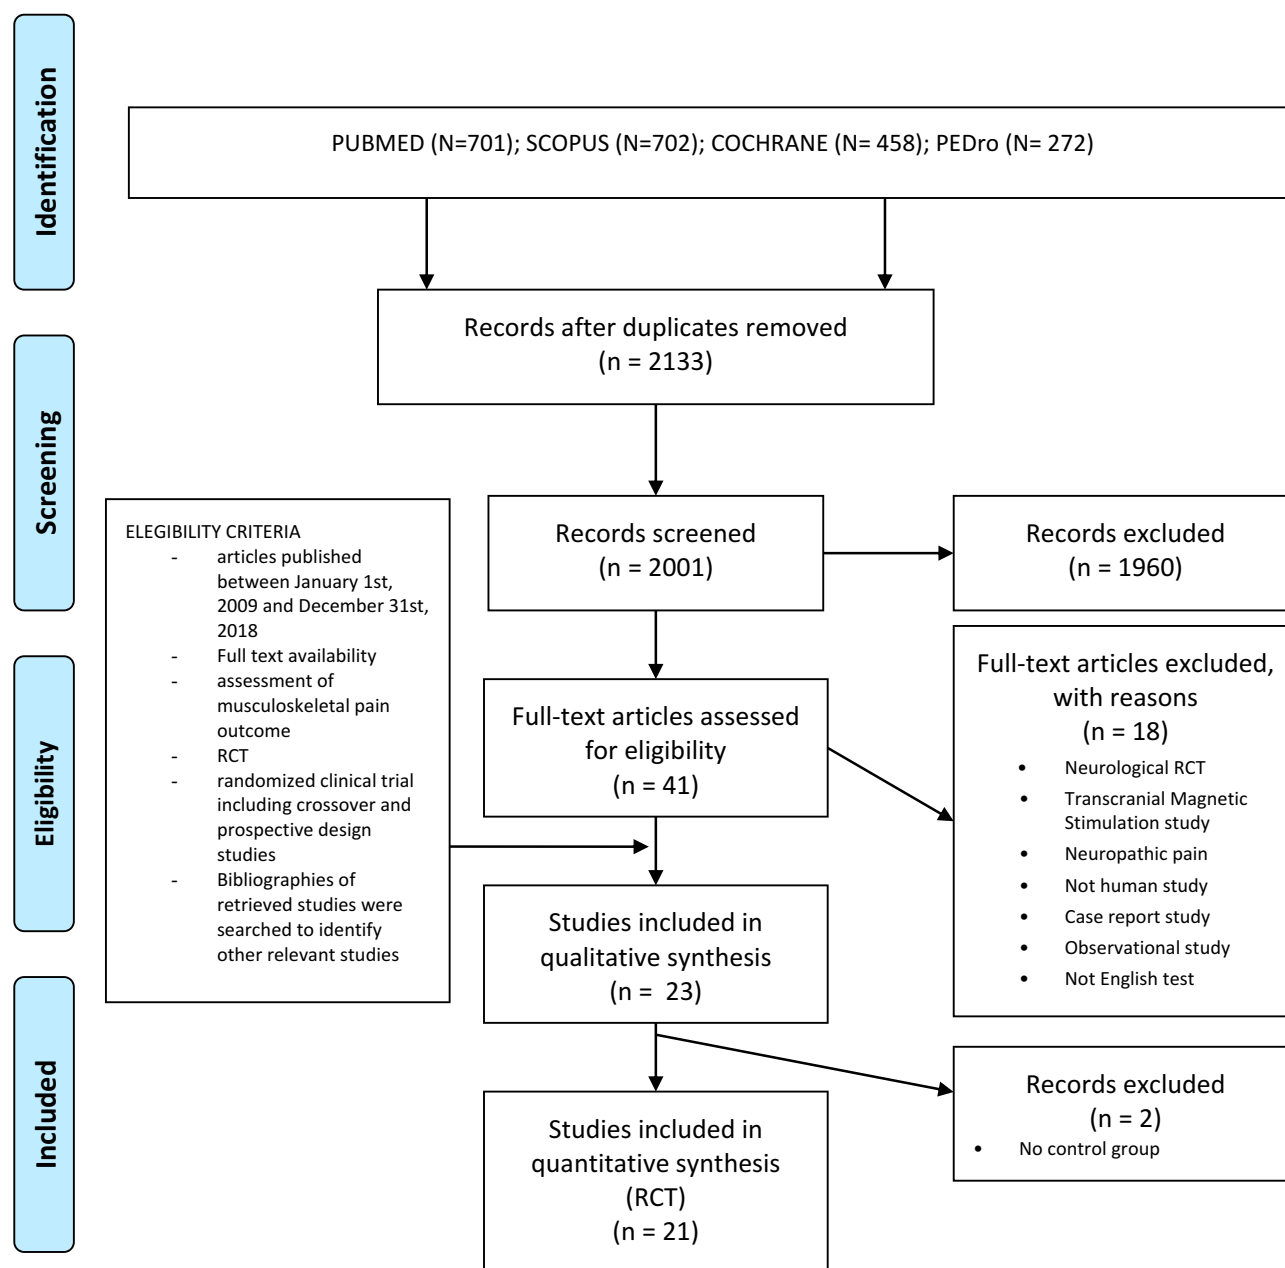 Identification
PUBMED (N=701); SCOPUS (N=702); COCHRANE (N= 458); PEDro (N= 272)
Records after duplicates removed
(n = 2133)
Screening
Records screened
(n = 2001)
Records excluded
(n = 1960)
ELEGIBILITY CRITERIA
- articles published
between January 1st,
2009 and December 31st,
2018
- Full text availability
- assessment of
musculoskeletal pain
outcome
- RCT
- randomized clinical trial
including crossover and
prospective design
studies
- Bibliographies of
retrieved studies were
searched to identify
other relevant studies
Eligibility
Full-text articles assessed
for eligibility
(n = 41)
Full-text articles excluded,
with reasons
(n = 18)
• Neurological RCT
• Transcranial Magnetic
Stimulation study
• Neuropathic pain
• Not human study
• Case report study
• Observational study
• Not English test
Studies included in
qualitative synthesis
(n = 23)
Included
Records excluded
(n = 2)
• No control group
Studies included in
quantitative synthesis
(RCT)
(n = 21)